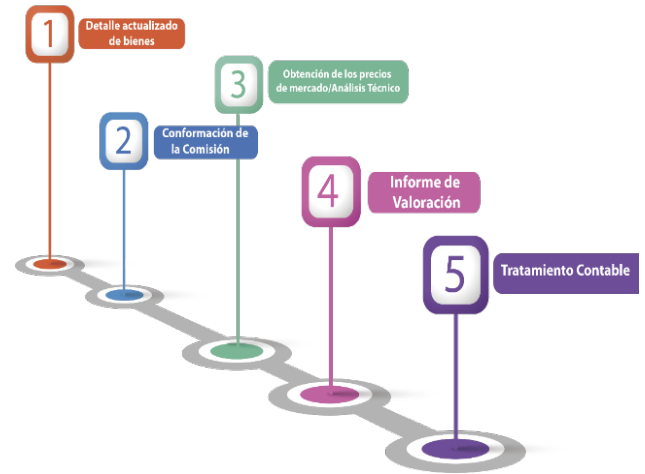 1
Detalle actualizado
de bienes
2
Conformación de
la Comisión
3
Obtención de los precios
de mercado/Análisis Técnico
4
Informe de
Valoración
5
Tratamiento Contable